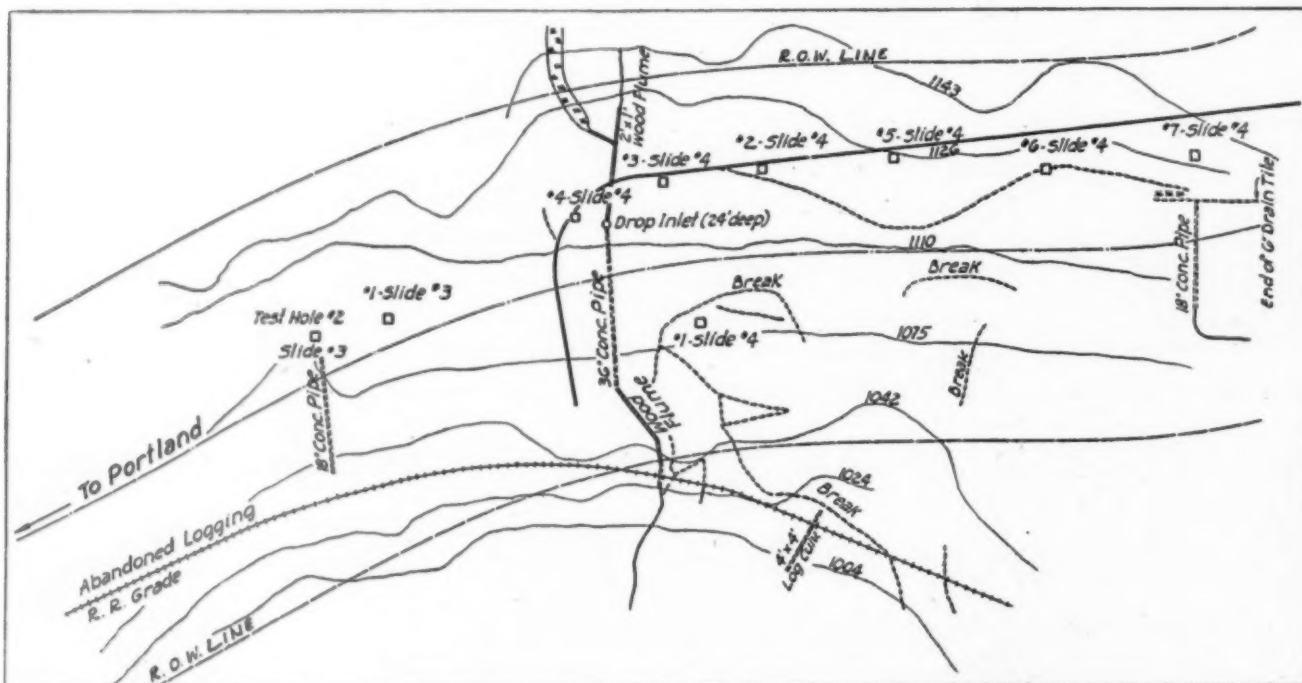 R.O.W. LINE
1143
2'x1'
Wood Flume
#7-Slide #4
#5-Slide #4
#2-Slide #4
1126
#6-Slide #4
#3-Slide #4
#4-Slide #4
Drop Inlet (24' deep)
1110
End of 6" Drain Tile
18" Conc. Pipe
Break
Break
#1-Slide #3
Test Hole #2
Slide #3
36" Conc. Pipe
#1-Slide #4
1075
Break
18" Conc. Pipe
Wood
Flume
1042
To Portland
1024
Break
Abandoned Logging
R. R. Grade
4'x4'
Log Culv.
1004
R.O.W. LINE